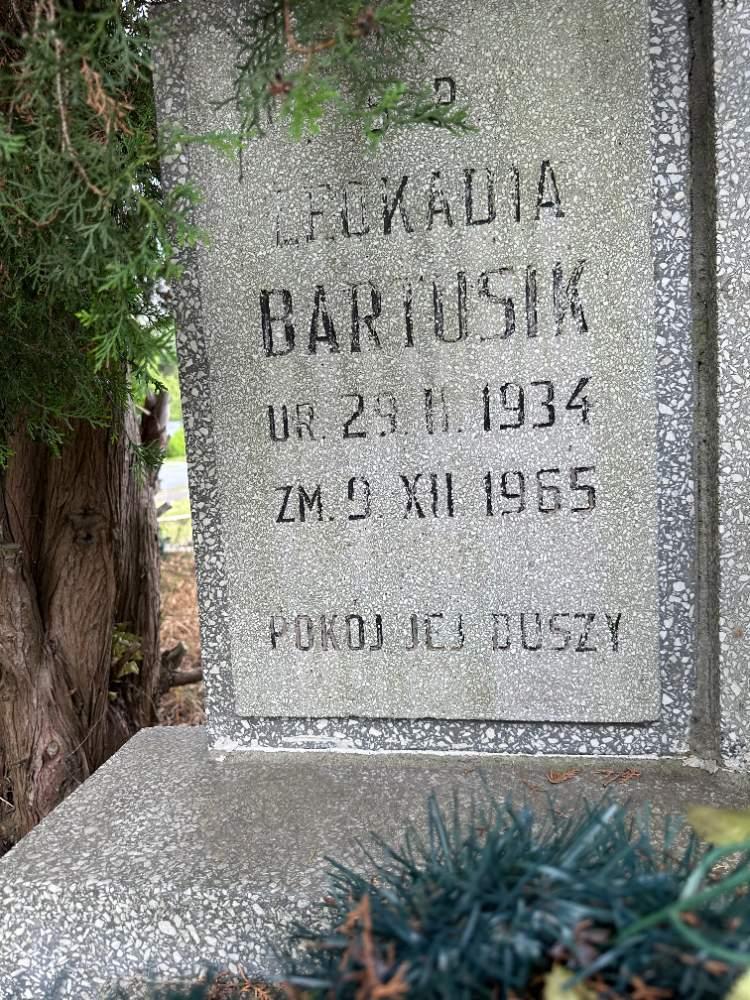 Ś P
LEOKADIA
BARTUSIK
UR. 29. II. 1934
ZM. 9. XII 1965
POKÓJ JEJ DUSZY